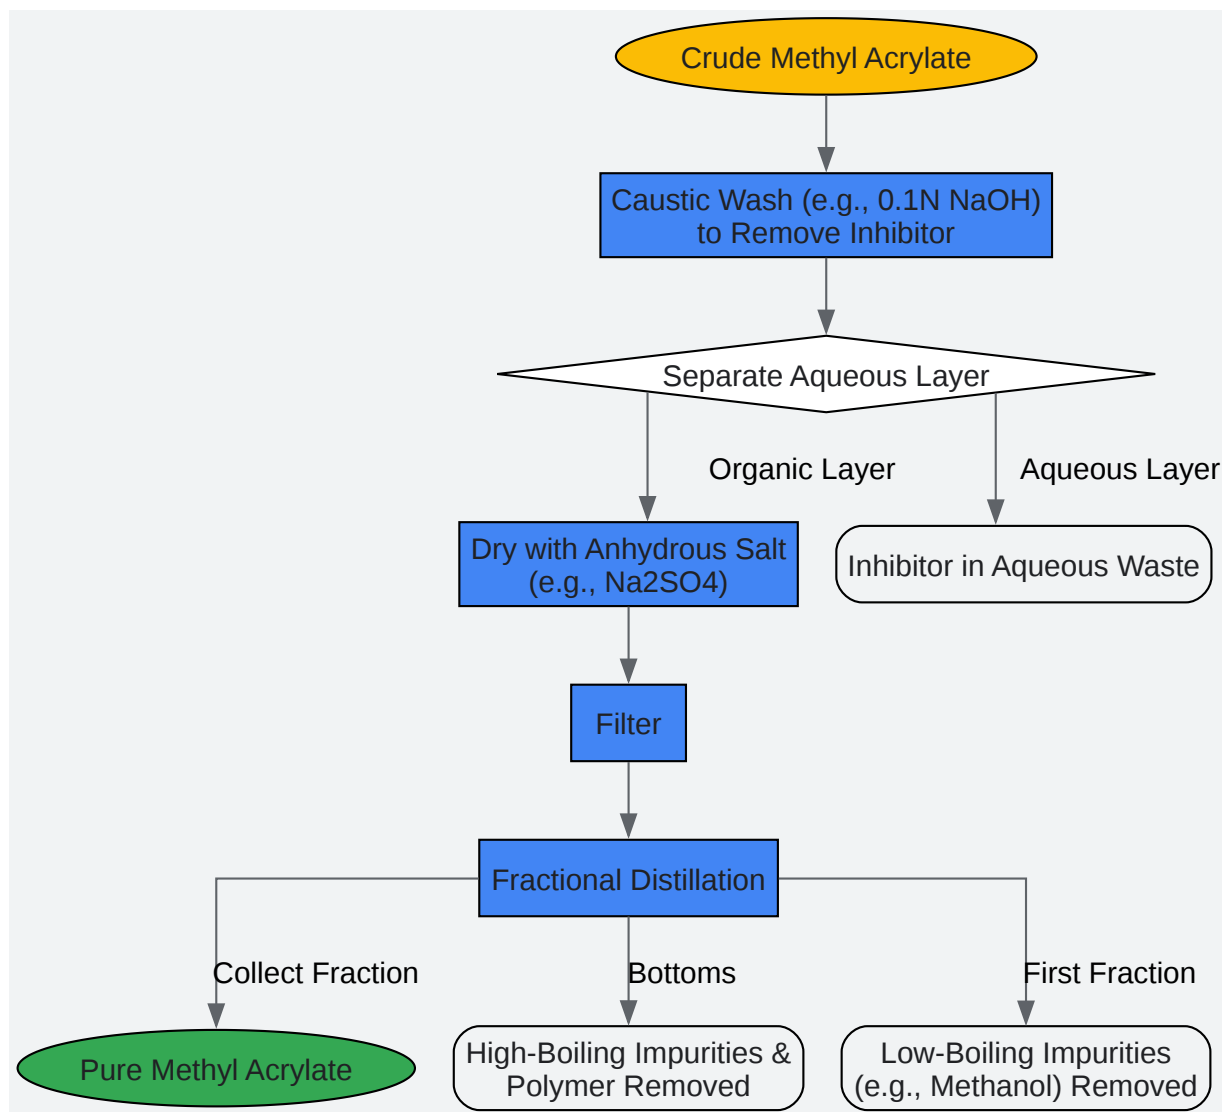 Crude Methyl Acrylate
Caustic Wash (e.g., 0.1N NaOH)
to Remove Inhibitor
Separate Aqueous Layer
Organic Layer
Aqueous Layer
Dry with Anhydrous Salt
(e.g., Na2SO4)
Inhibitor in Aqueous Waste
Filter
Fractional Distillation
Collect Fraction
Bottoms
First Fraction
Pure Methyl Acrylate
High-Boiling Impurities &
Polymer Removed
Low-Boiling Impurities
(e.g., Methanol) Removed